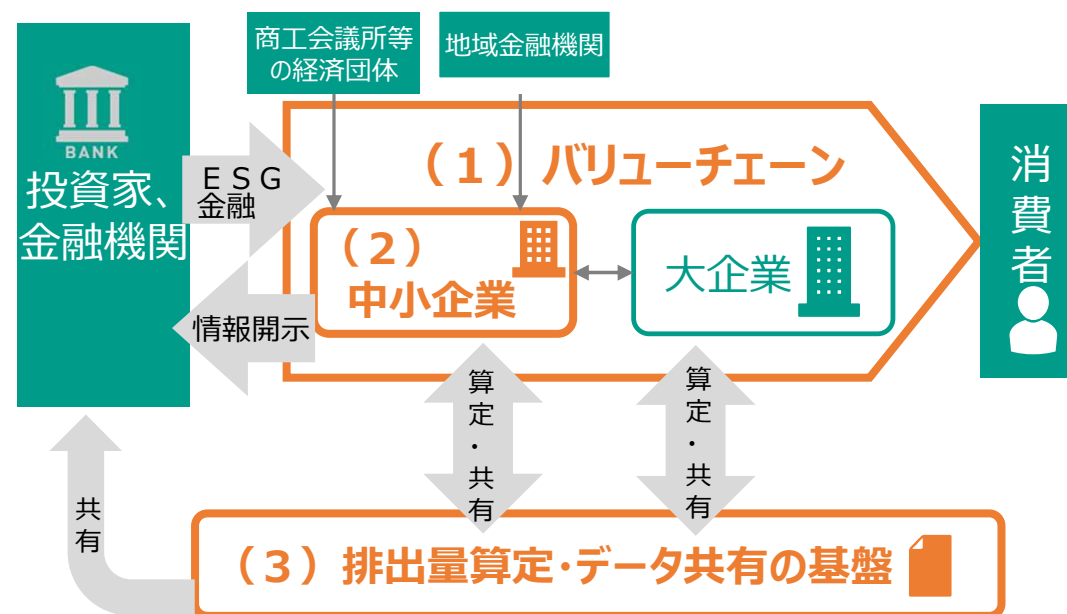 商工会議所等
の経済団体
地域金融機関
BANK
投資家、
金融機関
ESG
金融
情報開示
(1)バリューチェーン
(2)
中小企業
大企業
消費者
算定・共有
算定・共有
共有
(3)排出量算定・データ共有の基盤